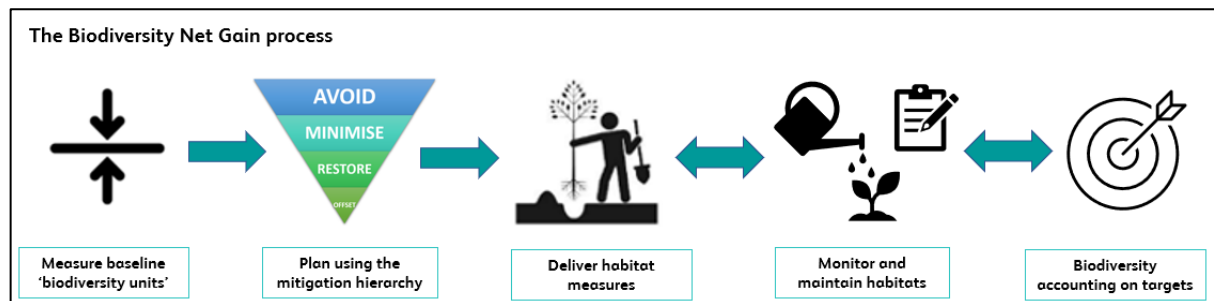 The Biodiversity Net Gain process
AVOID
MINIMISE
RESTORE
OFFSET
Measure baseline
‘biodiversity units’
Plan using the
mitigation hierarchy
Deliver habitat
measures
Monitor and
maintain habitats
Biodiversity
accounting on targets